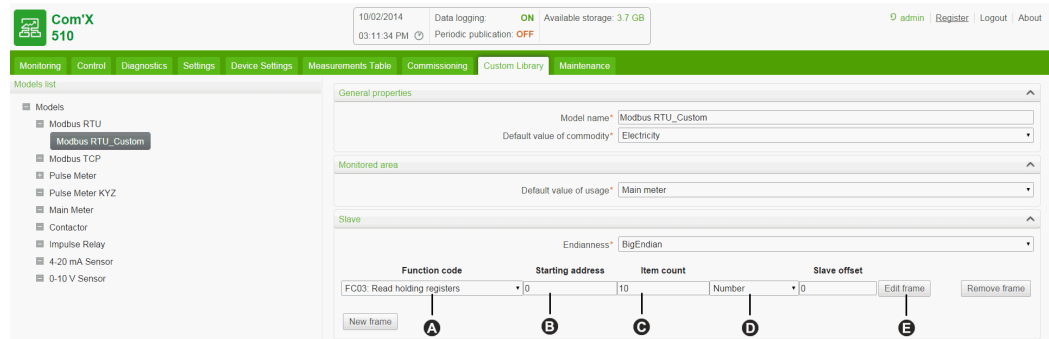 Com'X
510
10/02/2014
03:11:34 PM
Data logging: ON
Periodic publication: OFF
Available storage: 3.7 GB
admin Register Logout About
Monitoring Control Diagnostics Settings Device Settings Measurements Table Commissioning Custom Library Maintenance
Models list
Models
Modbus RTU
Modbus RTU_Custom
Modbus TCP
Pulse Meter
Pulse Meter KYZ
Main Meter
Contactor
Impulse Relay
4-20 mA Sensor
0-10 V Sensor
General properties
Model name* Modbus RTU_Custom
Default value of commodity* Electricity
Monitored area
Default value of usage* Main meter
Slave
Endianness* BigEndian
Function code Starting address Item count Slave offset
FC03: Read holding registers 0 10 Number 0 Edit frame Remove frame
New frame
A B C D E